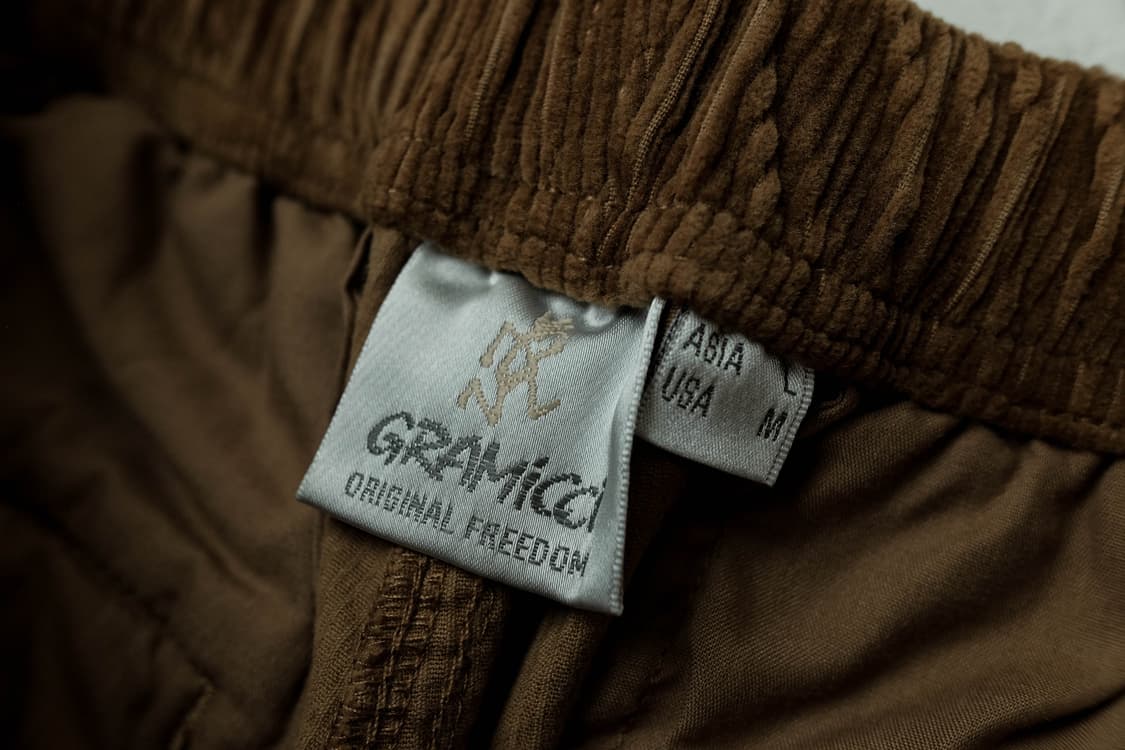 GRAMICCI
ORIGINAL FREEDOM
ASIA L
USA M